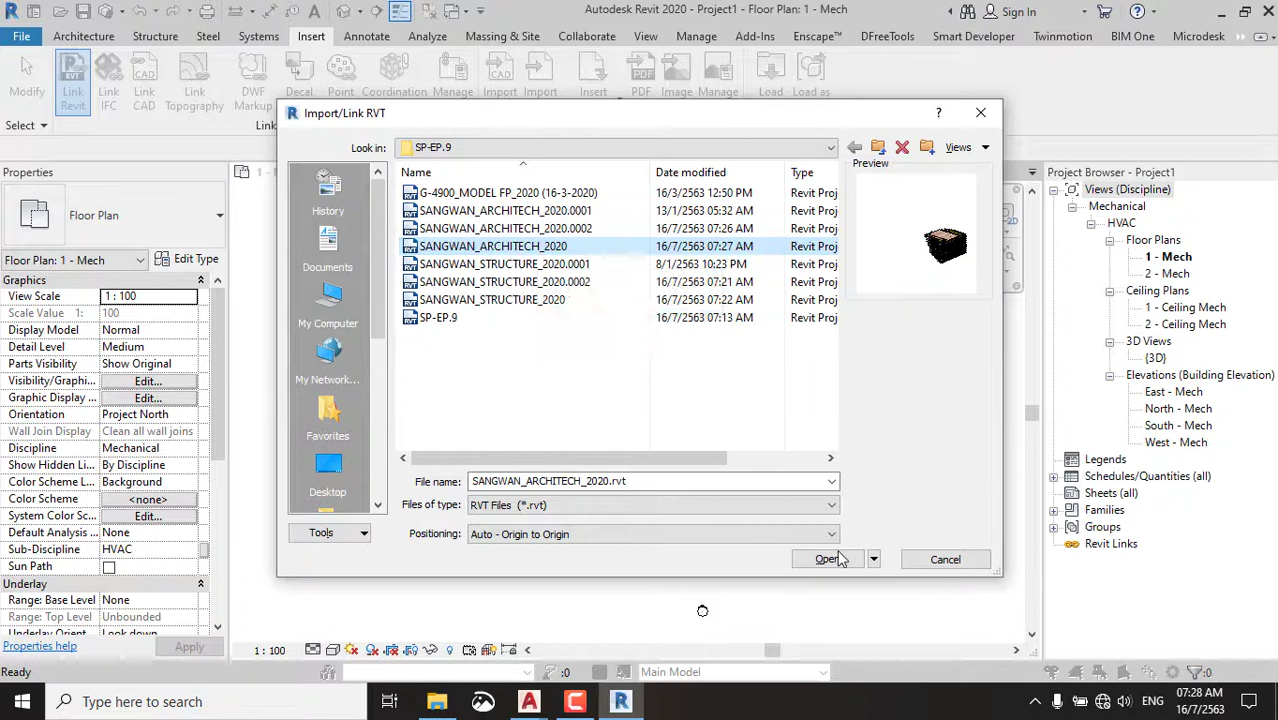 Autodesk Revit 2020 - Project1 - Floor Plan: 1 - Mech
Sign In
File Architecture Structure Steel Systems Insert Annotate Analyze Massing & Site Collaborate View Manage Add-Ins Enscape™ DFreeTools Smart Developer Twinmotion BIM One Microdesk
Modify
Link Revit
Link IFC
Link CAD
Link Topography
DWF Markup
Decal
Point
Coordination
Manage
Import
Import
Insert
PDF
Image
Manage
Load
Load as
Select
Properties
Floor Plan
Floor Plan: 1 - Mech
Edit Type
Graphics
View Scale 1 : 100
Scale Value 1: 100
Display Model Normal
Detail Level Medium
Parts Visibility Show Original
Visibility/Graphi... Edit...
Graphic Display ... Edit...
Orientation Project North
Wall Join Display Clean all wall joins
Discipline Mechanical
Show Hidden Li... By Discipline
Color Scheme L... Background
Color Scheme <none>
System Color Sc... Edit...
Default Analysis ... None
Sub-Discipline HVAC
Sun Path
Underlay
Range: Base Level None
Range: Top Level Unbounded
Underlay Orient... Look down
Properties help
Apply
Import/Link RVT
Look in: SP-EP.9
Views
History
Documents
My Computer
My Network...
Favorites
Desktop
Name Date modified Type
G-4900_MODEL FP_2020 (16-3-2020) 16/3/2563 12:50 PM Revit Proj
SANGWAN_ARCHITECH_2020.0001 13/1/2563 05:32 AM Revit Proj
SANGWAN_ARCHITECH_2020.0002 16/7/2563 07:26 AM Revit Proj
SANGWAN_ARCHITECH_2020 16/7/2563 07:27 AM Revit Proj
SANGWAN_STRUCTURE_2020.0001 8/1/2563 10:23 PM Revit Proj
SANGWAN_STRUCTURE_2020.0002 16/7/2563 07:21 AM Revit Proj
SANGWAN_STRUCTURE_2020 16/7/2563 07:22 AM Revit Proj
SP-EP.9 16/7/2563 07:13 AM Revit Proj
Preview
File name: SANGWAN_ARCHITECH_2020.rvt
Files of type: RVT Files (*.rvt)
Positioning: Auto - Origin to Origin
Tools
Open
Cancel
Project Browser - Project1
Views (Discipline)
Mechanical
HVAC
Floor Plans
1 - Mech
2 - Mech
Ceiling Plans
1 - Ceiling Mech
2 - Ceiling Mech
3D Views
{3D}
Elevations (Building Elevation)
East - Mech
North - Mech
South - Mech
West - Mech
Legends
Schedules/Quantities (all)
Sheets (all)
Families
Groups
Revit Links
1 : 100
Ready
:0
Main Model
:0
Type here to search
ENG
07:28 AM
16/7/2563